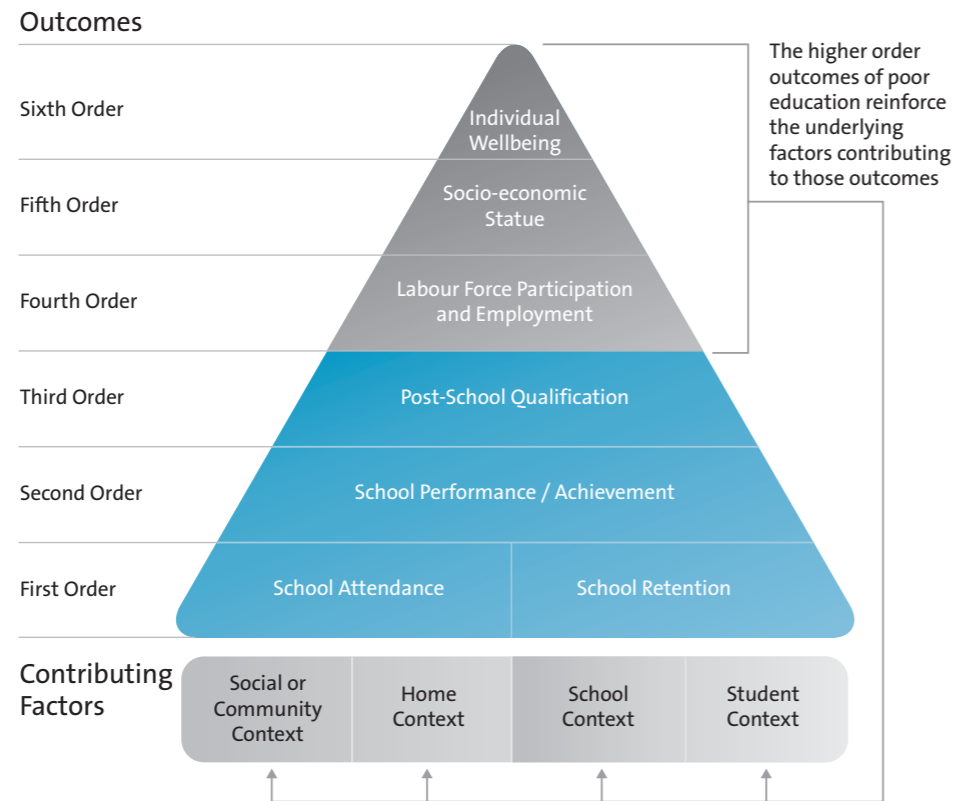 Outcomes
Sixth Order
Individual
Wellbeing
The higher order
outcomes of poor
education reinforce
the underlying
factors contributing
to those outcomes
Fifth Order
Socio-economic
Statue
Fourth Order
Labour Force Participation
and Employment
Third Order
Post-School Qualification
Second Order
School Performance / Achievement
First Order
School Attendance
School Retention
Contributing
Factors
Social or
Community
Context
Home
Context
School
Context
Student
Context